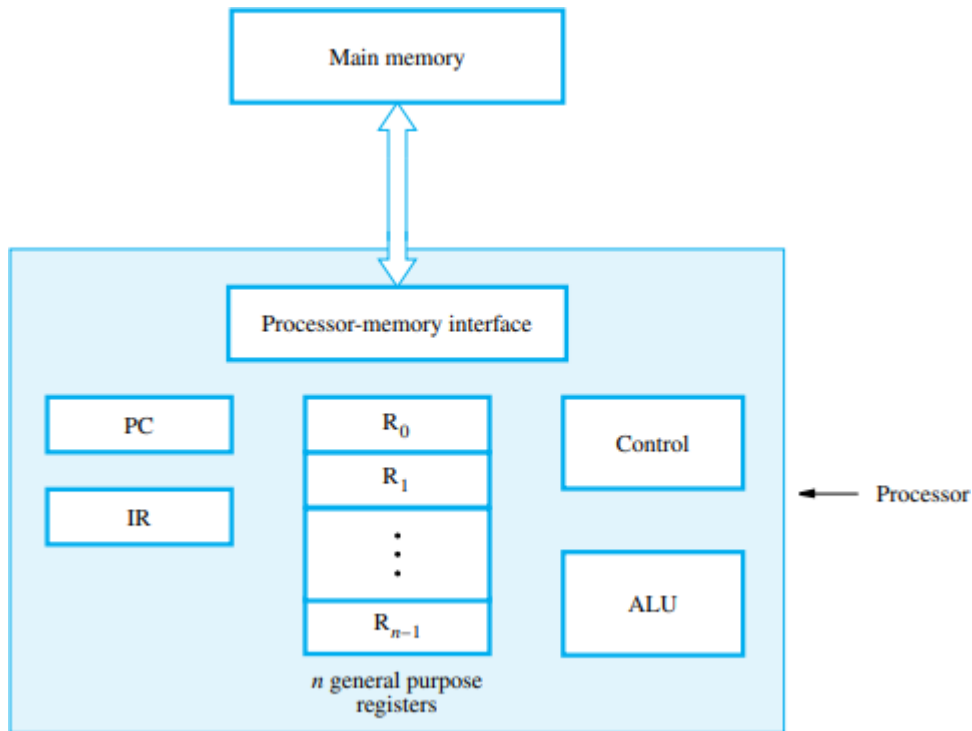 Main memory
Processor-memory interface
PC
IR
R0
R1
Rn–1
n general purpose
registers
Control
ALU
Processor